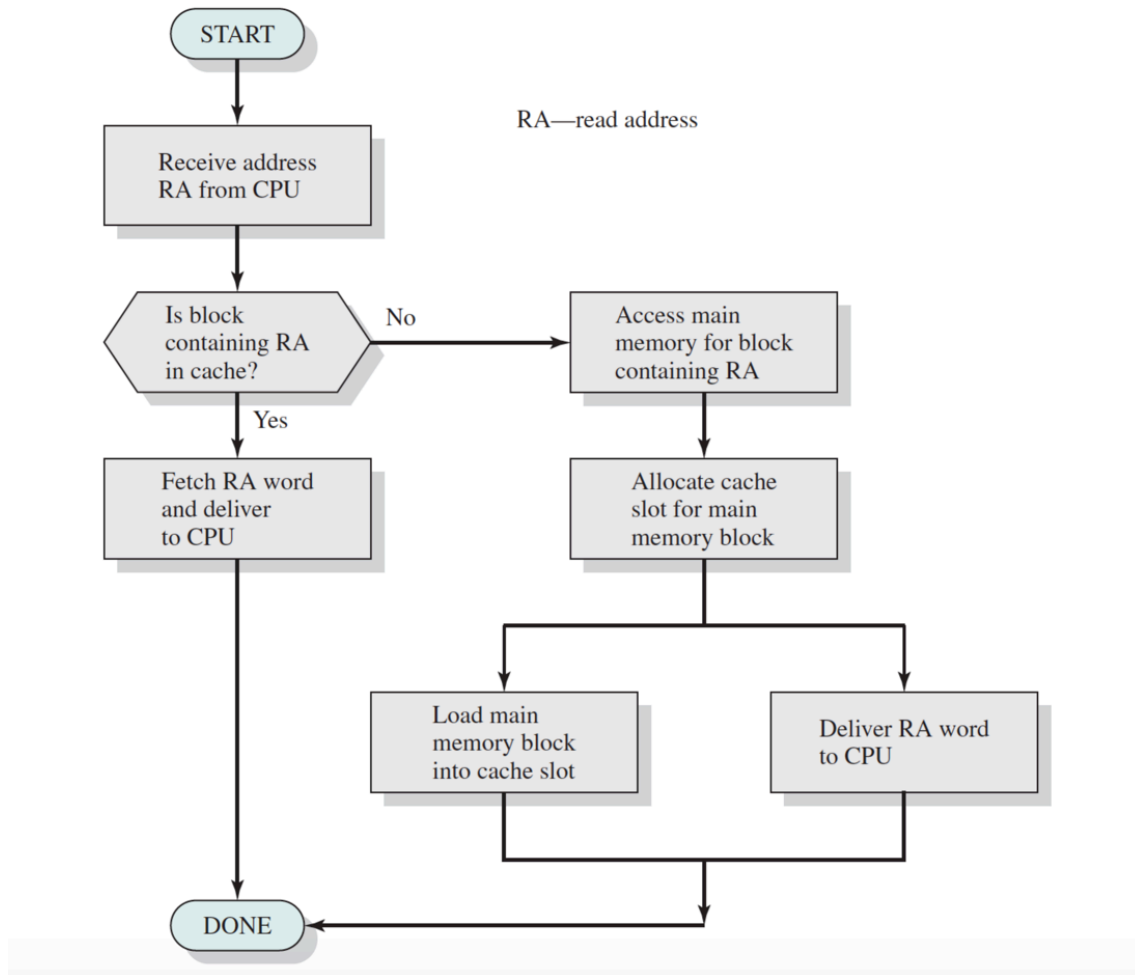 START
RA—read address
Receive address
RA from CPU
Is block
containing RA
in cache?
No
Access main
memory for block
containing RA
Yes
Fetch RA word
and deliver
to CPU
Allocate cache
slot for main
memory block
Load main
memory block
into cache slot
Deliver RA word
to CPU
DONE